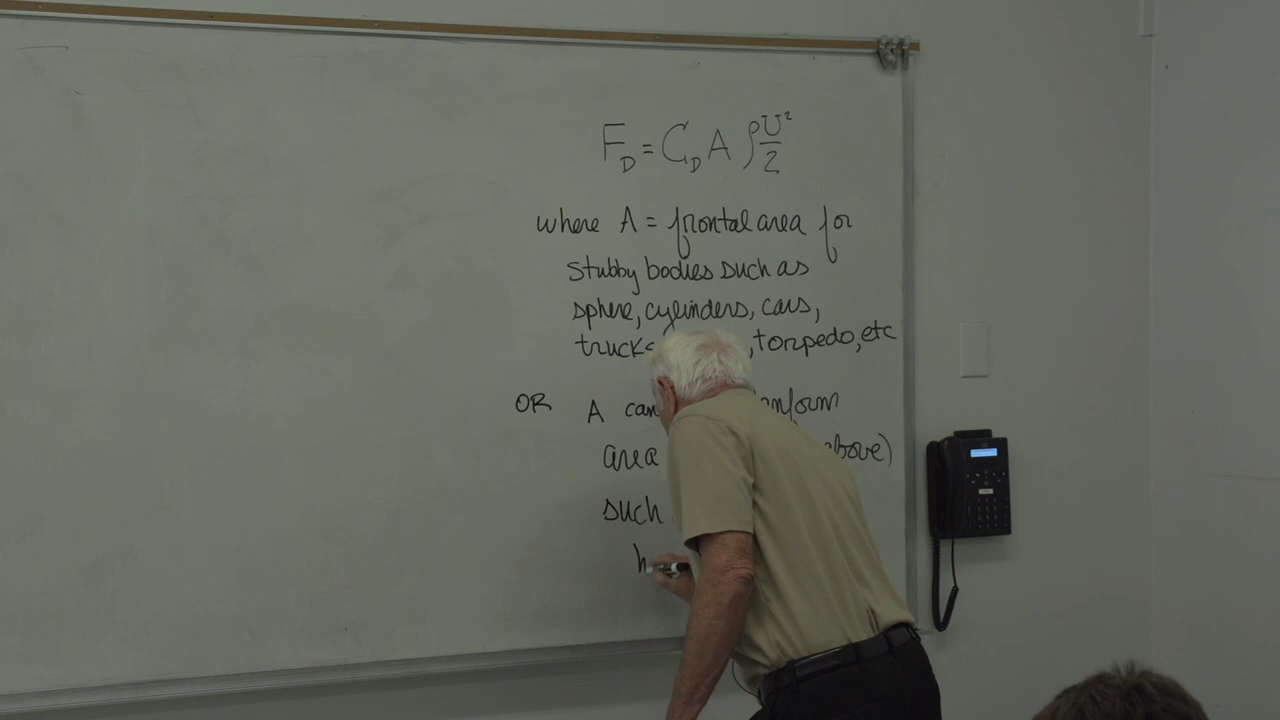 F_D = C_D A ρ U²/2
where A = frontal area for
stubby bodies such as
sphere, cylinders, cars,
trucks , torpedo, etc
OR A can
area above)
such
h